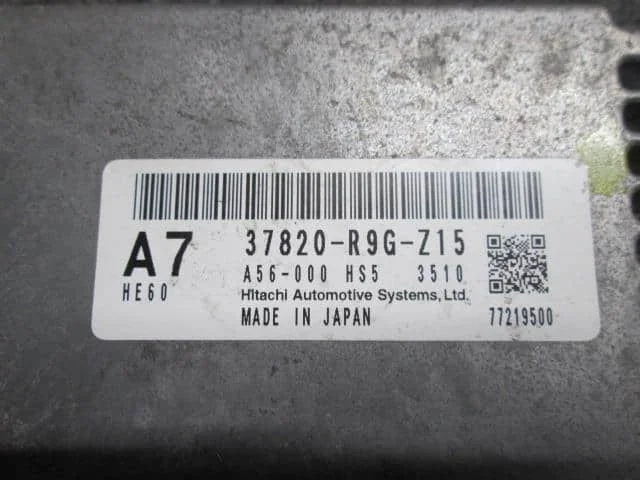 A7 37820-R9G-Z15
HE60 A56-000 HS5 3510
Hitachi Automotive Systems, Ltd.
MADE IN JAPAN 77219500